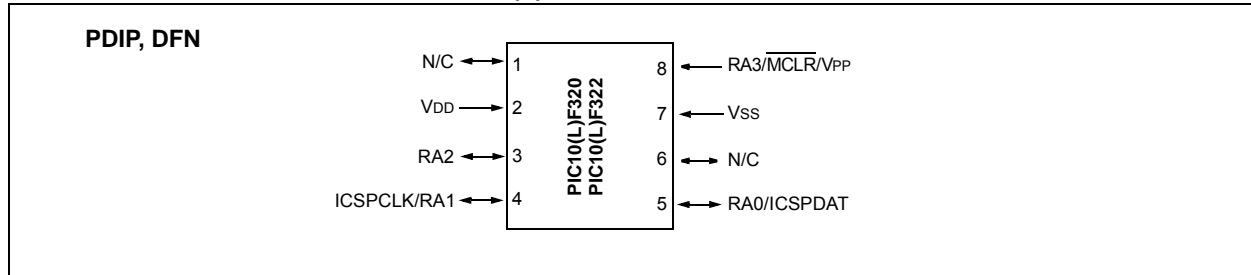 PDIP, DFN
N/C 1
VDD 2
RA2 3
ICSPCLK/RA1 4
PIC10(L)F320
PIC10(L)F322
8 RA3/MCLR/VPP
7 VSS
6 N/C
5 RA0/ICSPDAT